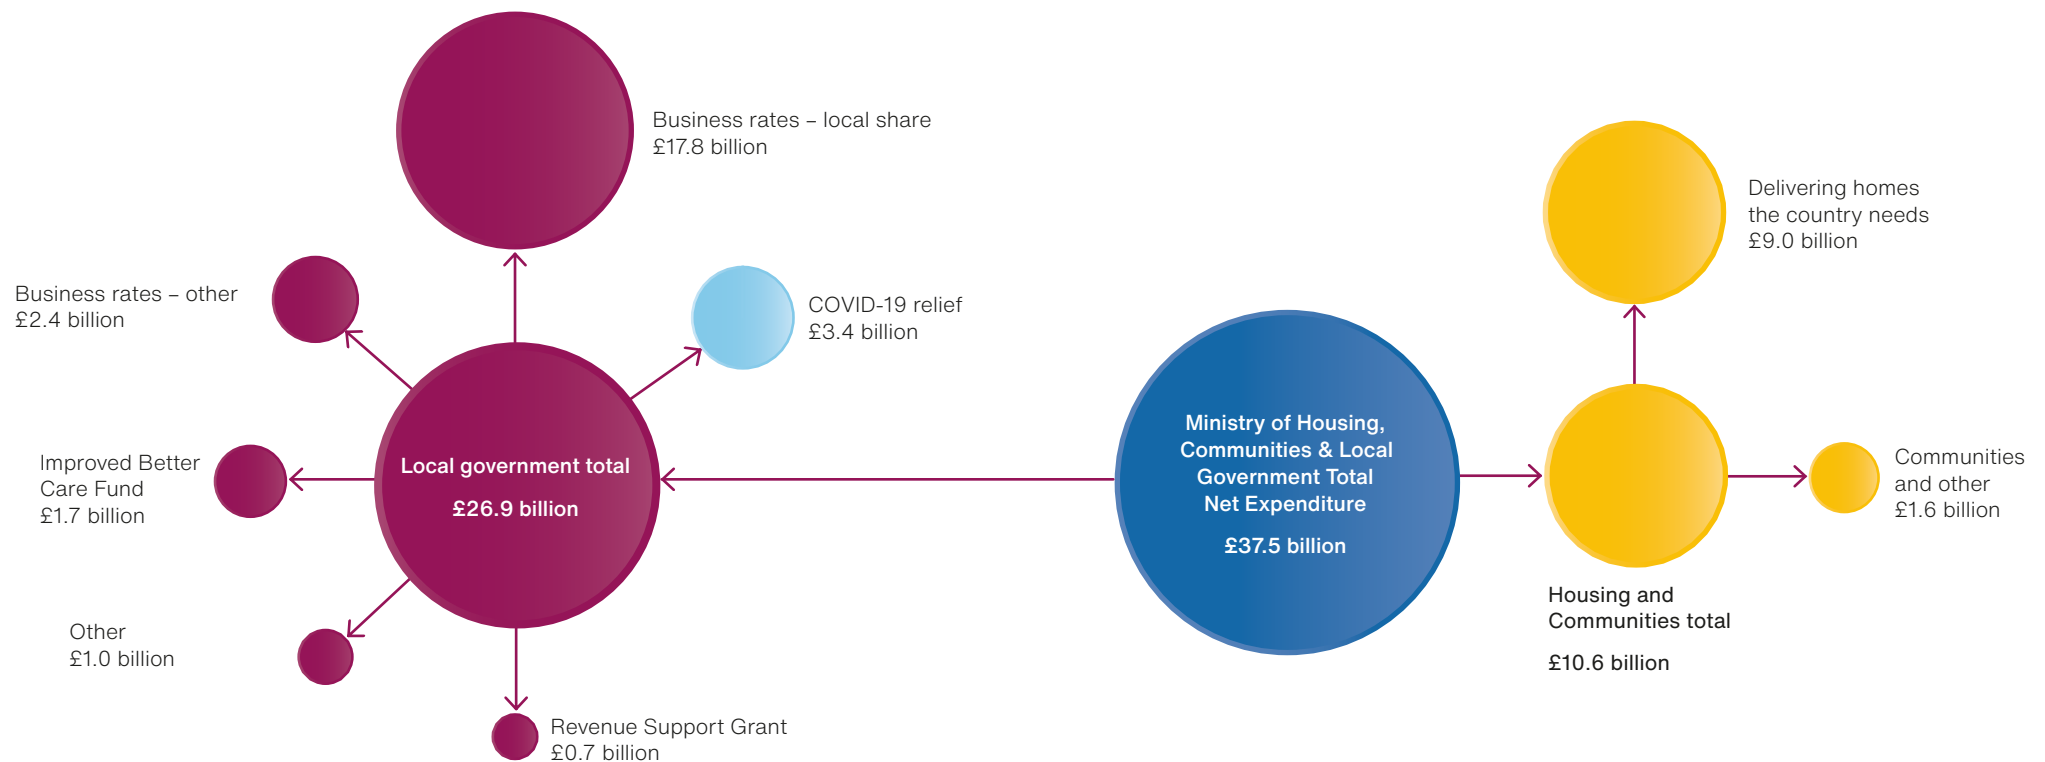 Business rates – local share
£17.8 billion
Business rates – other
£2.4 billion
COVID-19 relief
£3.4 billion
Improved Better
Care Fund
£1.7 billion
Local government total
£26.9 billion
Other
£1.0 billion
Revenue Support Grant
£0.7 billion
Ministry of Housing,
Communities & Local
Government Total
Net Expenditure
£37.5 billion
Delivering homes
the country needs
£9.0 billion
Communities
and other
£1.6 billion
Housing and
Communities total
£10.6 billion